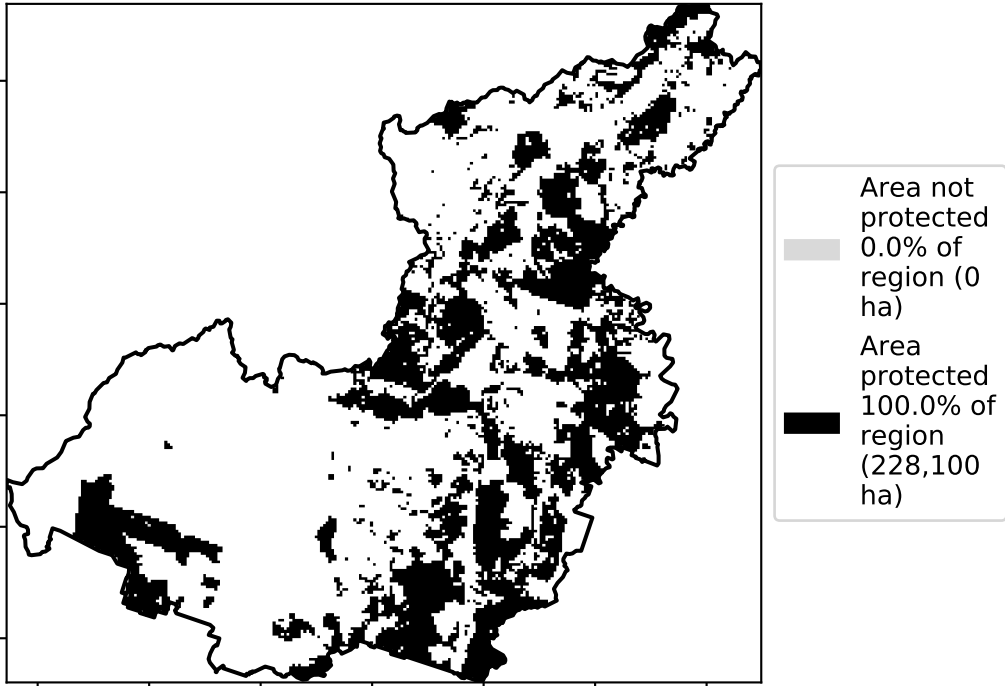 Area not
protected
0.0% of
region (0
ha)
Area
protected
100.0% of
region
(228,100
ha)